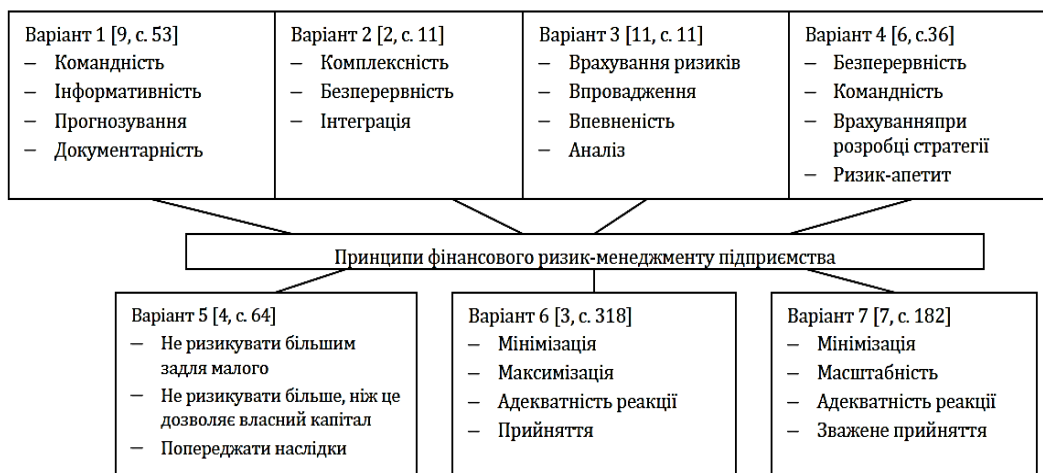 Варіант 1 [9, с. 53]
– Командність
– Інформативність
– Прогнозування
– Документарність
Варіант 2 [2, с. 11]
– Комплексність
– Безперервність
– Інтеграція
Варіант 3 [11, с. 11]
– Врахування ризиків
– Впровадження
– Впевненість
– Аналіз
Варіант 4 [6, с.36]
– Безперервність
– Командність
– Врахуванняпри
розробці стратегії
– Ризик-апетит
Принципи фінансового ризик-менеджменту підприємства
Варіант 5 [4, с. 64]
– Не ризикувати більшим
задля малого
– Не ризикувати більше, ніж це
дозволяє власний капітал
– Попереджати наслідки
Варіант 6 [3, с. 318]
– Мінімізація
– Максимізація
– Адекватність реакції
– Прийняття
Варіант 7 [7, с. 182]
– Мінімізація
– Масштабність
– Адекватність реакції
– Зважене прийняття